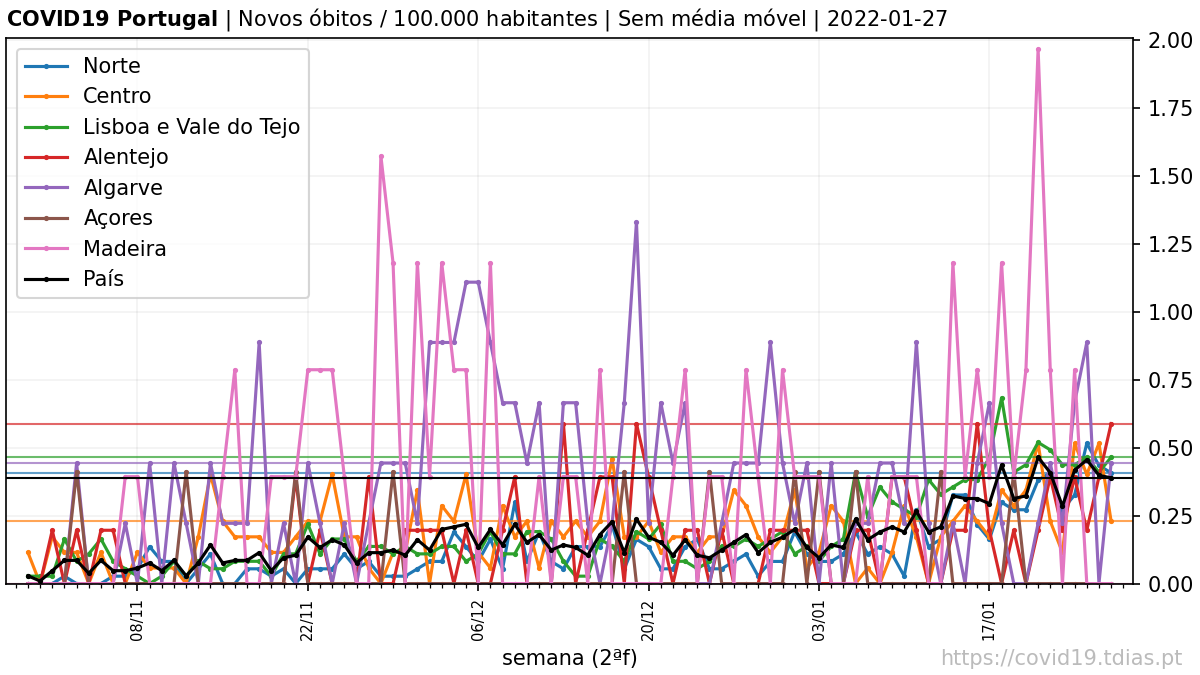 COVID19 Portugal | Novos óbitos / 100.000 habitantes | Sem média móvel | 2022-01-27
Norte
Centro
Lisboa e Vale do Tejo
Alentejo
Algarve
Açores
Madeira
País
2.00
1.75
1.50
1.25
1.00
0.75
0.50
0.25
0.00
08/11
22/11
06/12
20/12
03/01
17/01
semana (2ªf)
https://covid19.tdias.pt